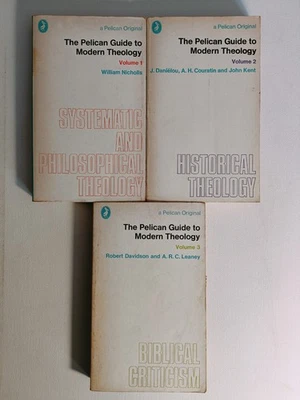 a Pelican Original
The Pelican Guide to
Modern Theology
Volume 1
William Nicholls
SYSTEMATIC
AND
PHILOSOPHICAL
THEOLOGY
a Pelican Original
The Pelican Guide to
Modern Theology
Volume 2
J. Daniélou, A. H. Couratin and John Kent
HISTORICAL
THEOLOGY
a Pelican Original
The Pelican Guide to
Modern Theology
Volume 3
Robert Davidson and A. R. C. Leaney
BIBLICAL
CRITICISM